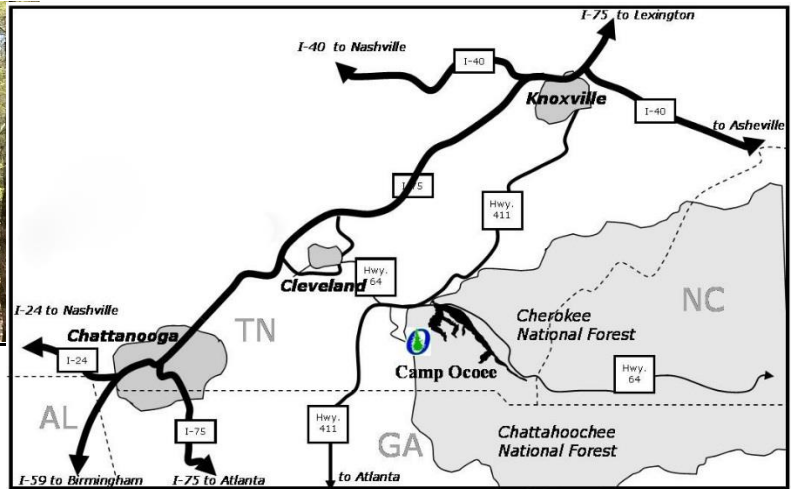 I-75 to Lexington
I-40 to Nashville
I-40
Knoxville
I-40
to Asheville
I-75
Hwy.
411
Hwy.
64
Cleveland
NC
I-24 to Nashville
Chattanooga
TN
Cherokee
National Forest
I-24
Camp Ocoee
Hwy.
64
AL
I-75
Hwy.
411
GA
Chattahoochee
National Forest
to Atlanta
I-59 to Birmingham
I-75 to Atlanta